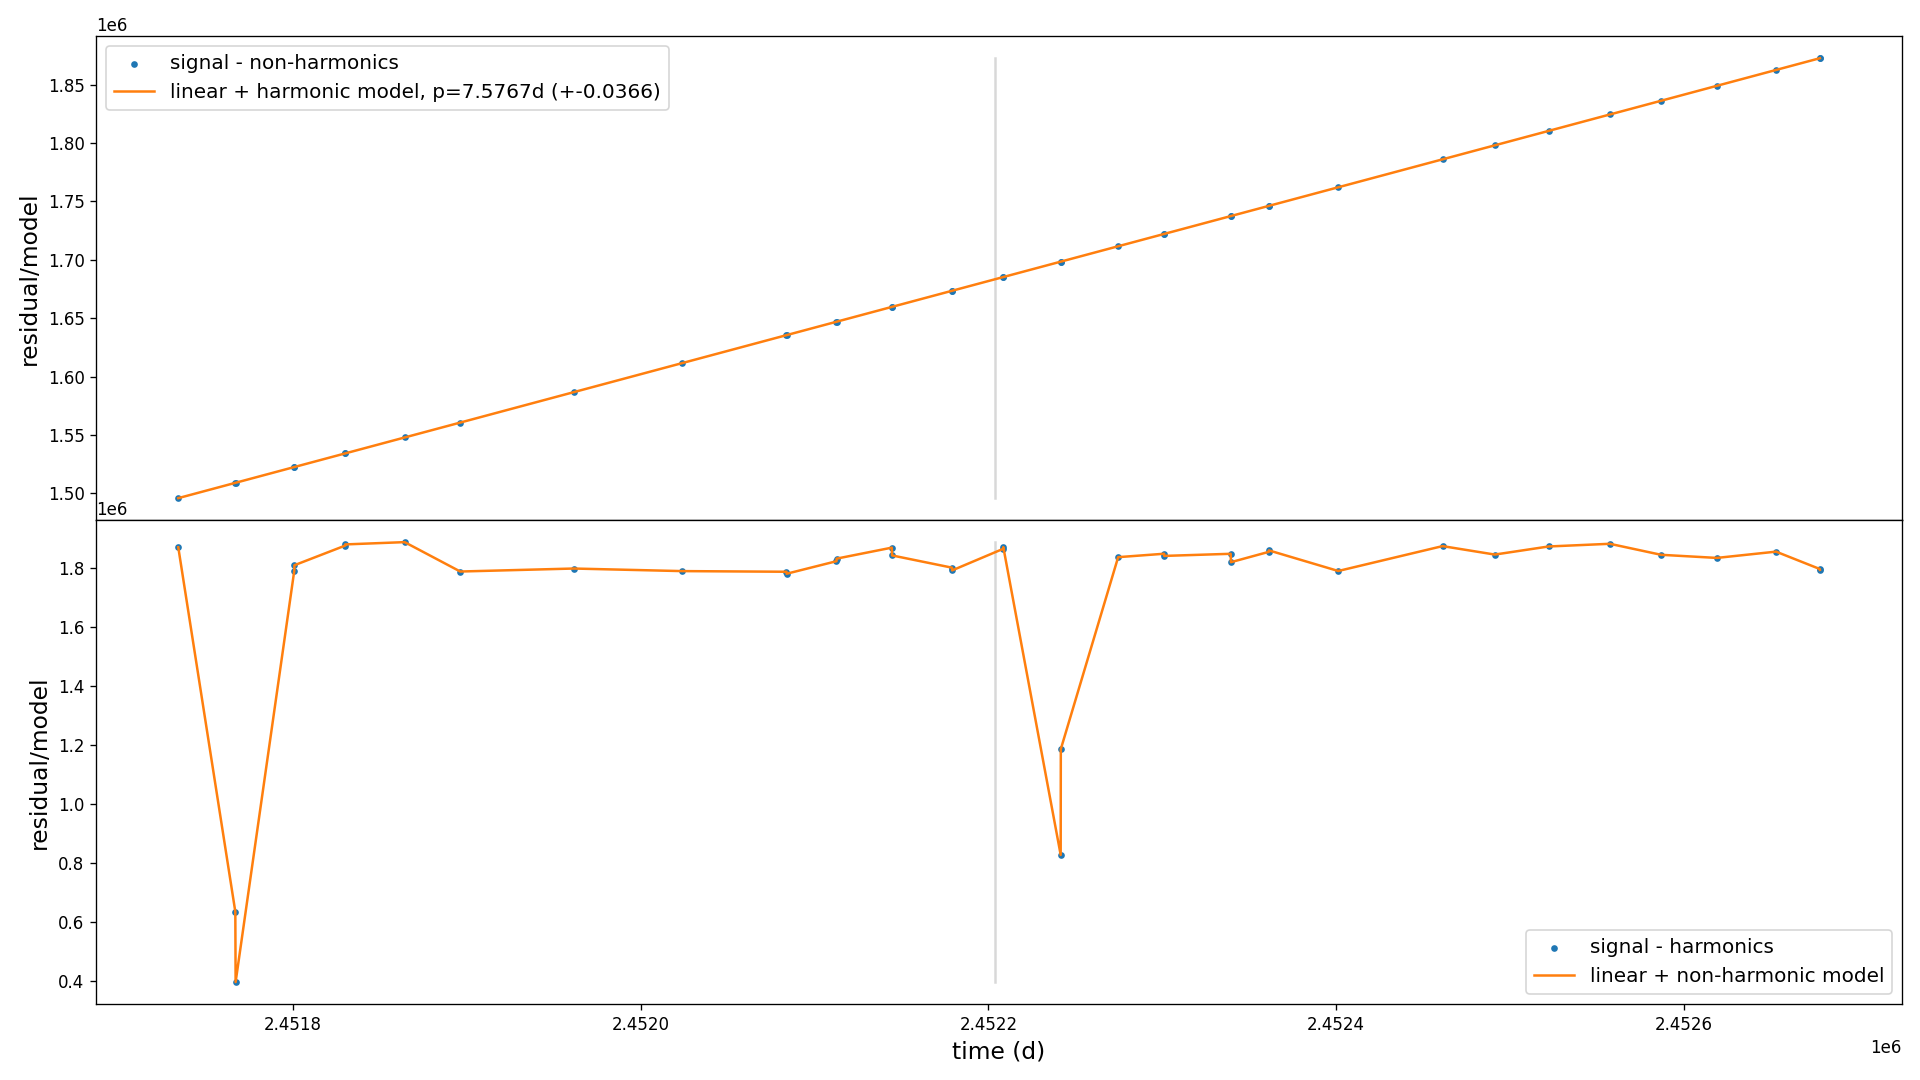 1e6
signal - non-harmonics
linear + harmonic model, p=7.5767d (+-0.0366)
1.85
1.80
1.75
1.70
1.65
1.60
1.55
1.50
residual/model
1e6
1.8
1.6
1.4
1.2
1.0
0.8
0.6
0.4
residual/model
signal - harmonics
linear + non-harmonic model
2.4518
2.4520
2.4522
2.4524
2.4526
time (d)
1e6